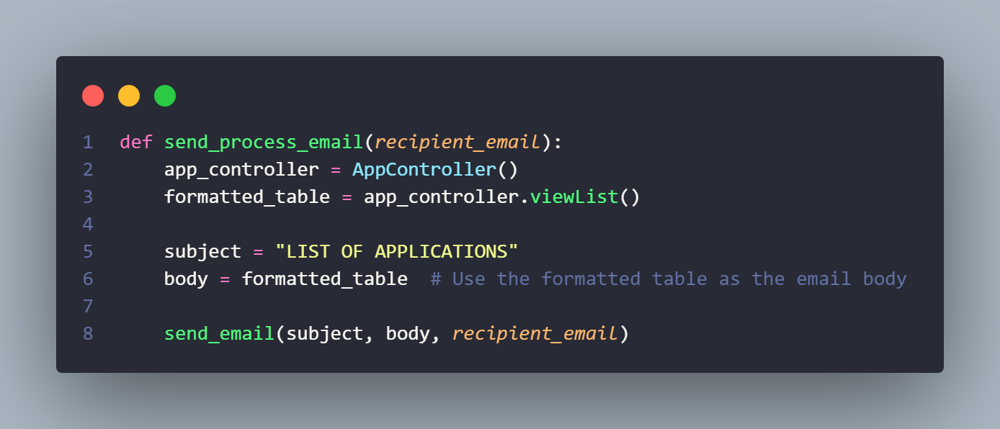 1 def send_process_email(recipient_email):
2     app_controller = AppController()
3     formatted_table = app_controller.viewList()
4
5     subject = "LIST OF APPLICATIONS"
6     body = formatted_table  # Use the formatted table as the email body
7
8     send_email(subject, body, recipient_email)